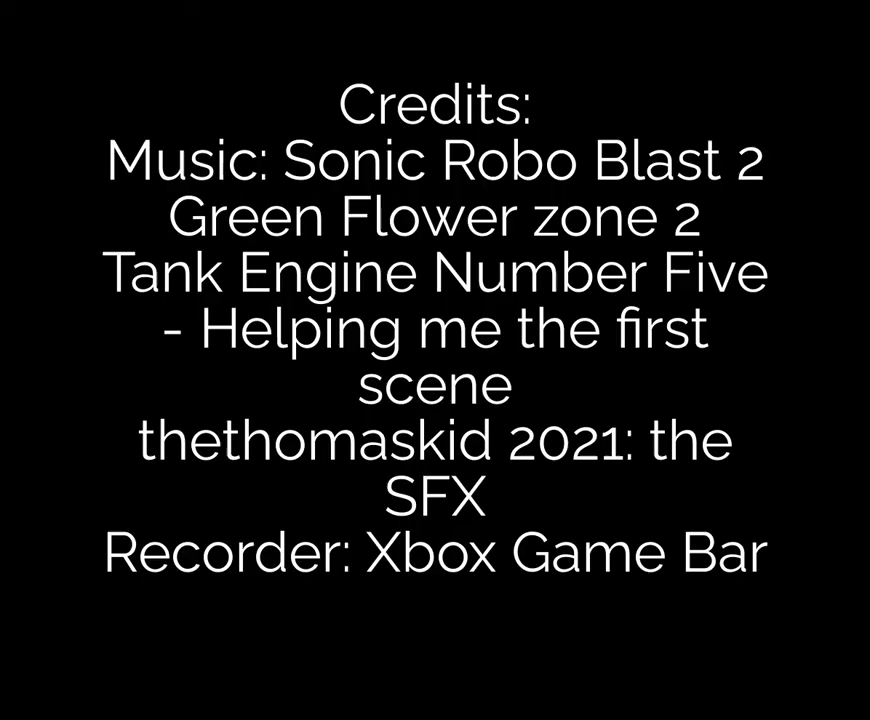 Credits:
Music: Sonic Robo Blast 2
Green Flower zone 2
Tank Engine Number Five
- Helping me the first
scene
thethomaskid 2021: the
SFX
Recorder: Xbox Game Bar